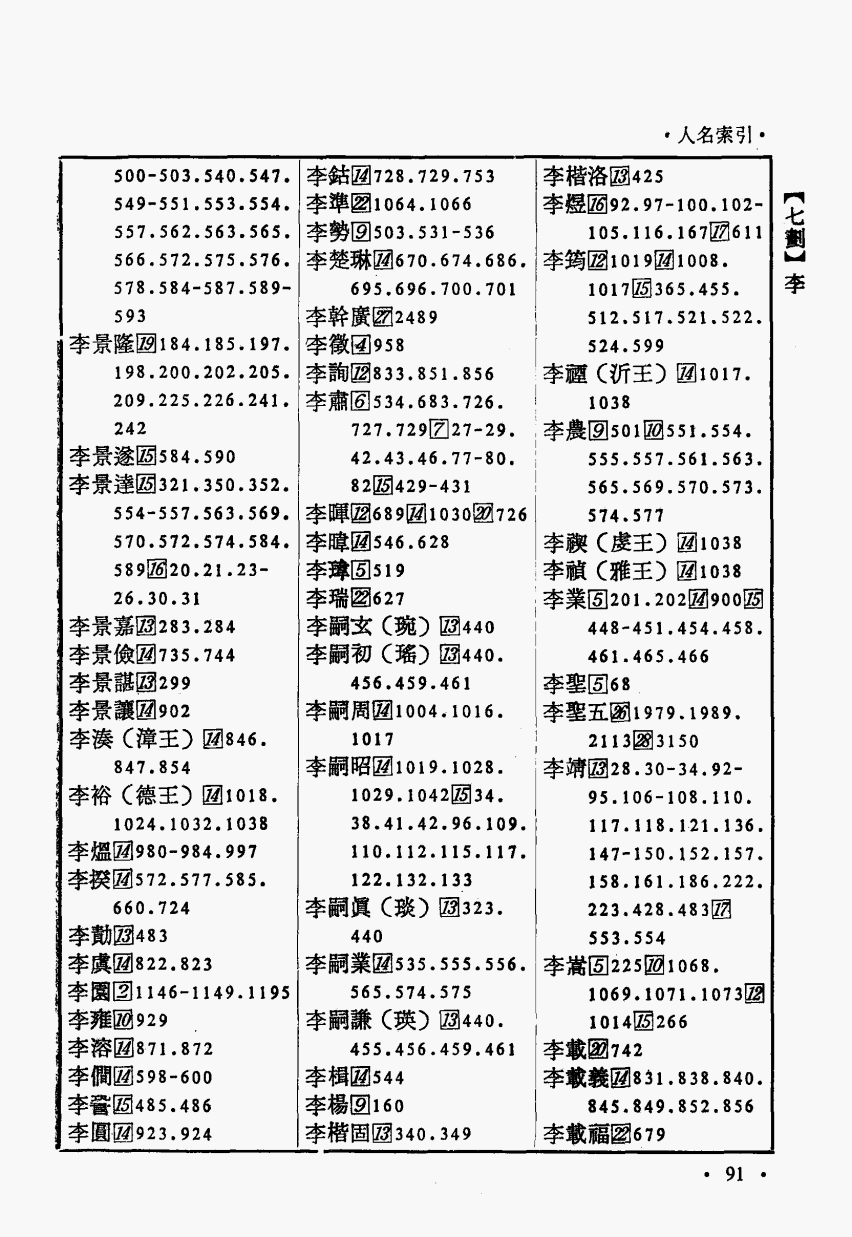 ·人名索引·
500-503.540.547.
549-551.553.554.
557.562.563.565.
566.572.575.576.
578.584-587.589-
593
李景隆[19]184.185.197.
198.200.202.205.
209.225.226.241.
242
李景遂[15]584.590
李景達[15]321.350.352.
554-557.563.569.
570.572.574.584.
589[16]20.21.23-
26.30.31
李景嘉[13]283.284
李景儉[14]735.744
李景諶[13]299
李景讓[14]902
李湊（漳王）[14]846.
847.854
李裕（德王）[14]1018.
1024.1032.1038
李熅[14]980-984.997
李揆[14]572.577.585.
660.724
李勣[13]483
李虞[14]822.823
李園[2]1146-1149.1195
李雍[10]929
李溶[14]871.872
李僴[14]598-600
李[15]485.486
李圓[14]923.924
李鈷[14]728.729.753
李準[22]1064.1066
李勢[9]503.531-536
李楚琳[14]670.674.686.
695.696.700.701
李幹廣[27]2489
李徵[4]958
李詢[12]833.851.856
李肅[6]534.683.726.
727.729[7]27-29.
42.43.46.77-80.
82[15]429-431
李暉[12]689[14]1030[20]726
李暐[14]546.628
李瑋[5]519
李瑞[22]627
李嗣玄（琬）[13]440
李嗣初（瑤）[13]440.
456.459.461
李嗣周[14]1004.1016.
1017
李嗣昭[14]1019.1028.
1029.1042[15]34.
38.41.42.96.109.
110.112.115.117.
122.132.133
李嗣眞（琰）[13]323.
440
李嗣業[14]535.555.556.
565.574.575
李嗣謙（瑛）[13]440.
455.456.459.461
李楫[14]544
李楊[9]160
李楷固[13]340.349
李楷洛[13]425
李煜[16]92.97-100.102-
105.116.167[17]611
李筠[12]1019[14]1008.
1017[15]365.455.
512.517.521.522.
524.599
李禋（沂王）[14]1017.
1038
李農[9]501[10]551.554.
555.557.561.563.
565.569.570.573.
574.577
李禊（虔王）[14]1038
李禎（雅王）[14]1038
李業[5]201.202[14]900[15]
448-451.454.458.
461.465.466
李聖[5]68
李聖五[26]1979.1989.
2113[28]3150
李靖[13]28.30-34.92-
95.106-108.110.
117.118.121.136.
147-150.152.157.
158.161.186.222.
223.428.483[17]
553.554
李嵩[5]225[10]1068.
1069.1071.1073[12]
1014[15]266
李載[20]742
李載義[14]831.838.840.
845.849.852.856
李載福[22]679
【七劃】李
·91·